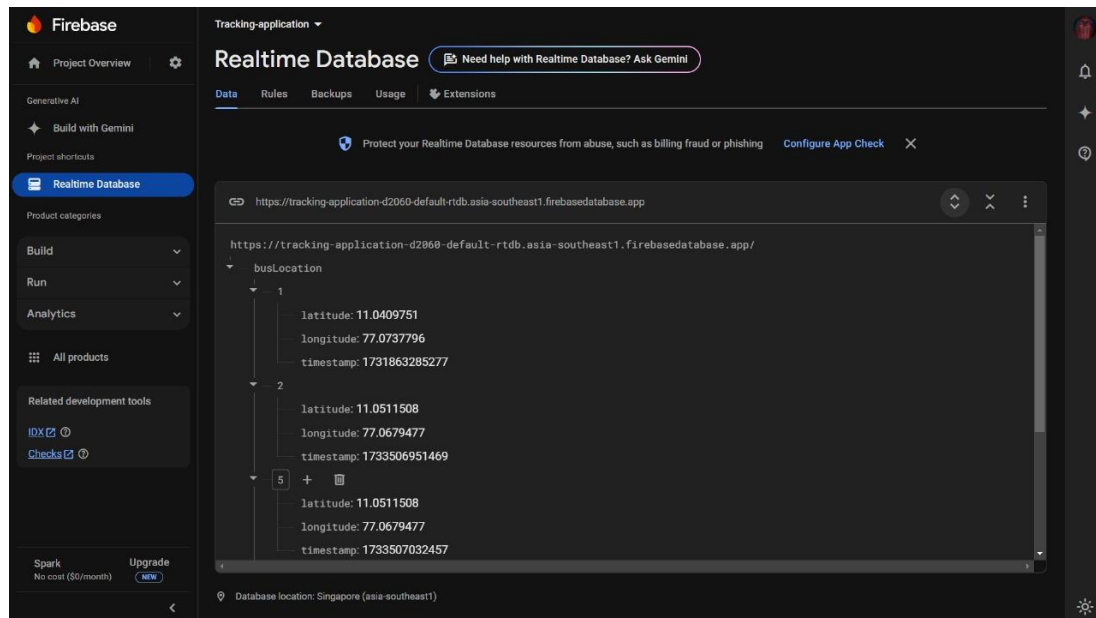 Firebase
Project Overview
Generative AI
Build with Gemini
Project shortcuts
Realtime Database
Product categories
Build
Run
Analytics
All products
Related development tools
IDX
Checks
Spark
No cost ($0/month)
Upgrade
NEW
Tracking-application
Realtime Database
Need help with Realtime Database? Ask Gemini
Data Rules Backups Usage Extensions
Protect your Realtime Database resources from abuse, such as billing fraud or phishing Configure App Check
https://tracking-application-d2060-default-rtdb.asia-southeast1.firebasedatabase.app
https://tracking-application-d2060-default-rtdb.asia-southeast1.firebasedatabase.app/
busLocation
1
latitude: 11.0409751
longitude: 77.0737796
timestamp: 1731863285277
2
latitude: 11.0511508
longitude: 77.0679477
timestamp: 1733506951469
5
latitude: 11.0511508
longitude: 77.0679477
timestamp: 1733507032457
Database location: Singapore (asia-southeast1)